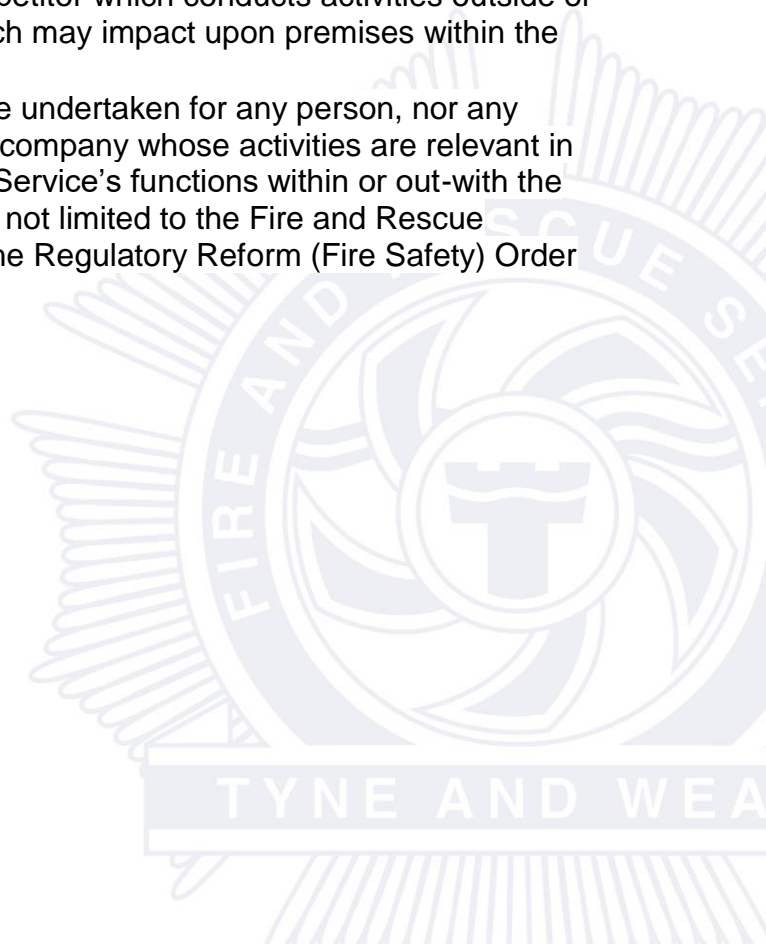 which conducts activities outside of
ch may impact upon premises within the
e undertaken for any person, nor any
company whose activities are relevant in
Service’s functions within or out-with the
not limited to the Fire and Rescue
ne Regulatory Reform (Fire Safety) Order
FIRE AND RESCUE SE
TYNE AND WEA